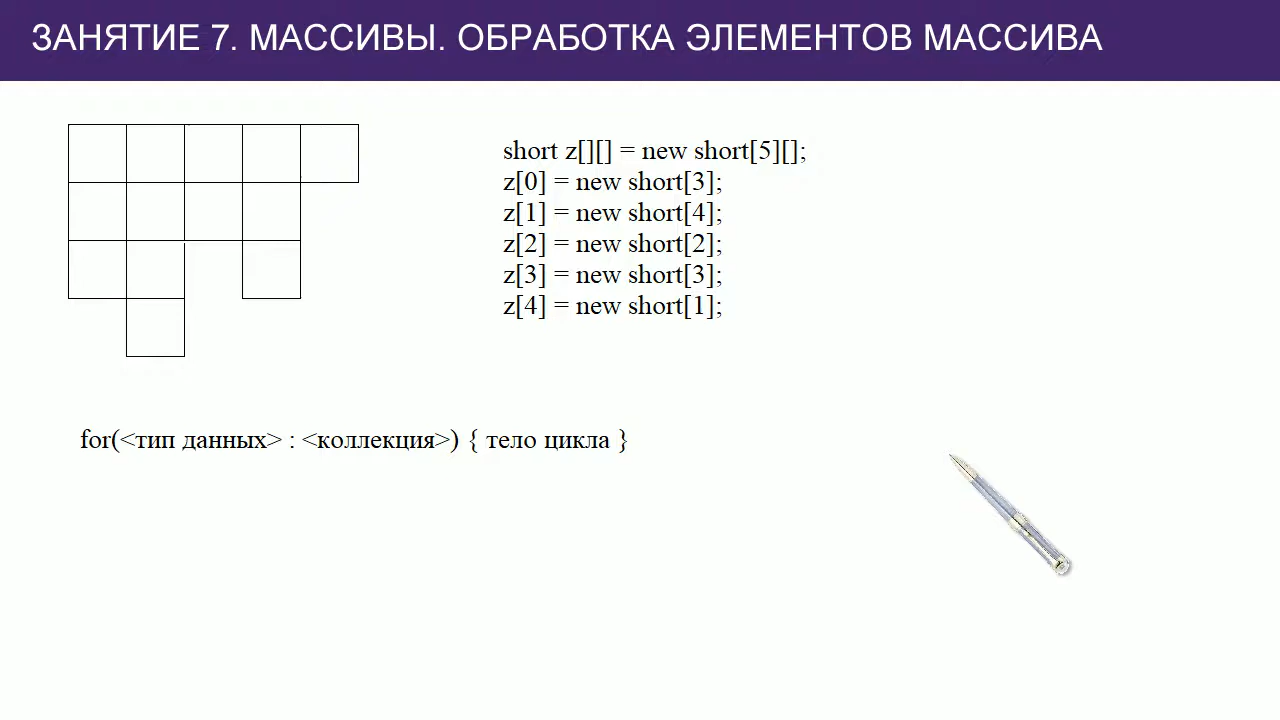 ЗАНЯТИЕ 7. МАССИВЫ. ОБРАБОТКА ЭЛЕМЕНТОВ МАССИВА
short z[][] = new short[5][];
z[0] = new short[3];
z[1] = new short[4];
z[2] = new short[2];
z[3] = new short[3];
z[4] = new short[1];
for(<тип данных> : <коллекция>) { тело цикла }